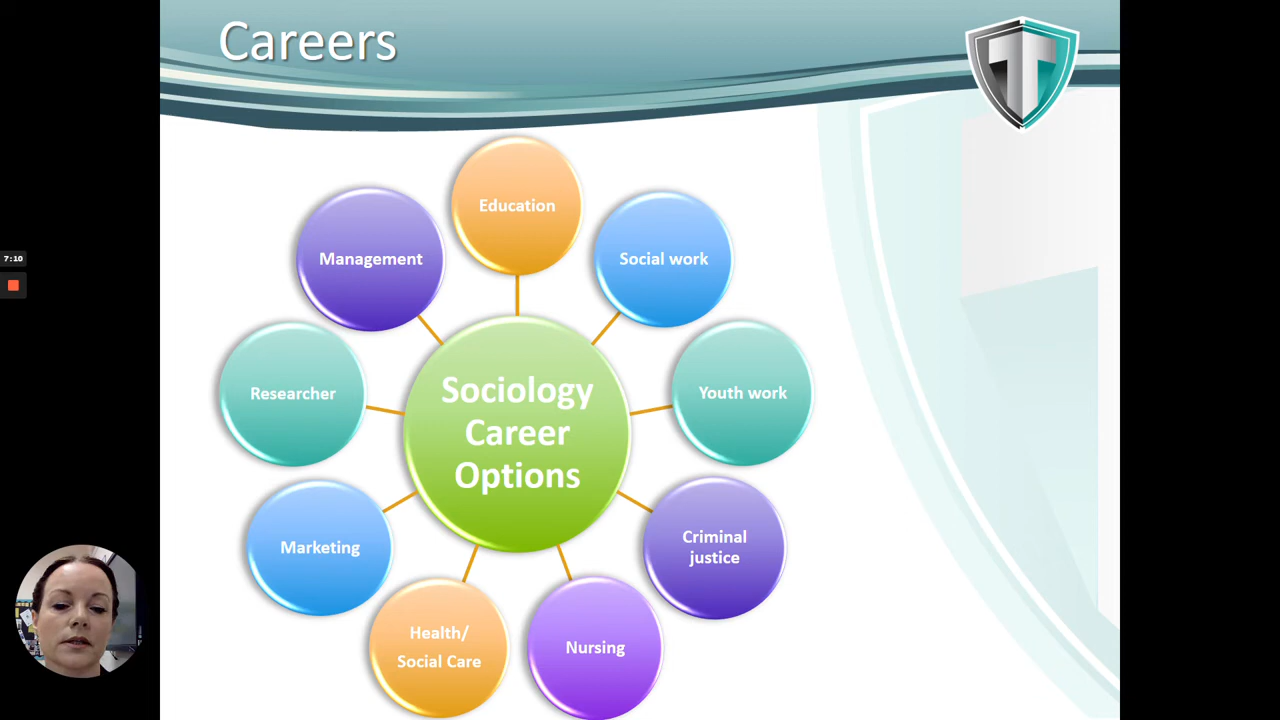 Careers
Education
Management
Social work
7:10
Researcher
Youth work
Sociology
Career
Options
Marketing
Criminal
justice
Health/
Social Care
Nursing